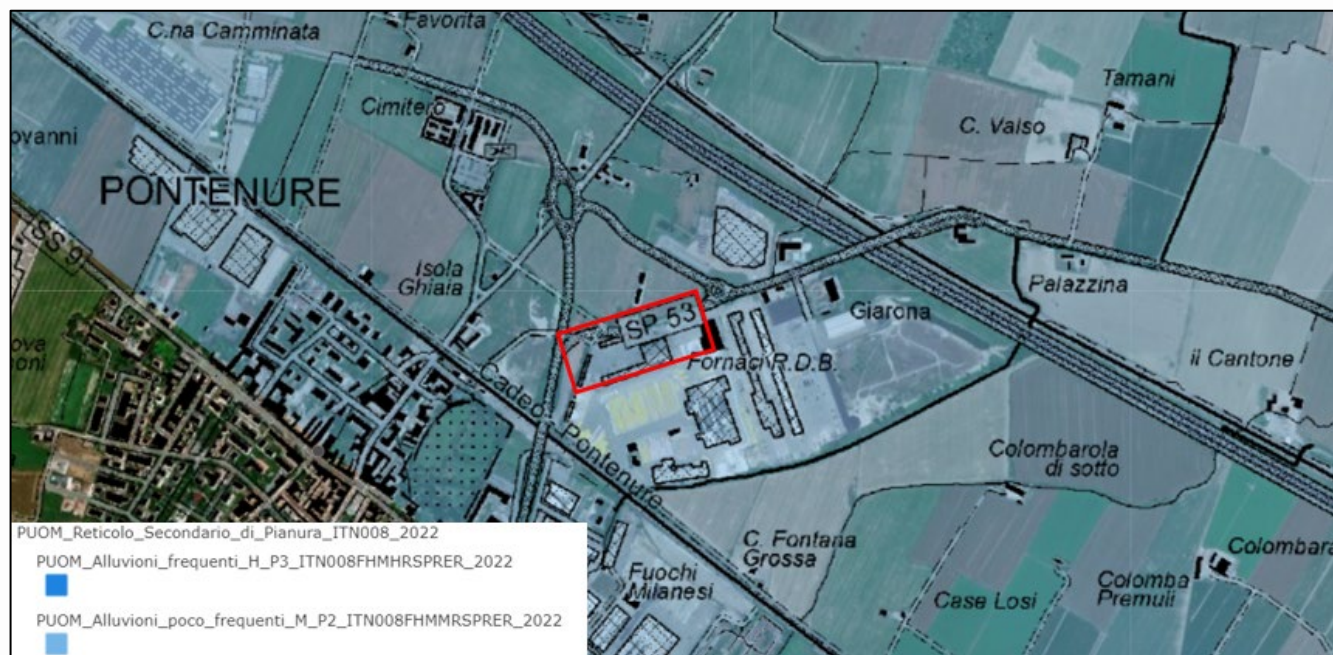 C.na Camminata
Favorita
Cimitero
ovanni
PONTENURE
SS 9
Isola
Ghiaia
Tamani
C. Valso
Palazzina
SP 53
Giarona
Fornaci R.D.B.
il Cantone
Cadeo - Pontenure
Colombarola
di sotto
C. Fontana
Grossa
Fuochi
Milanesi
Case Losi
Colomba
Premuli
Colombara
PUOM_Reticolo_Secondario_di_Pianura_ITN008_2022
PUOM_Alluvioni_frequenti_H_P3_ITN008FHMHRSPRER_2022
PUOM_Alluvioni_poco_frequenti_M_P2_ITN008FHMMRSPRER_2022